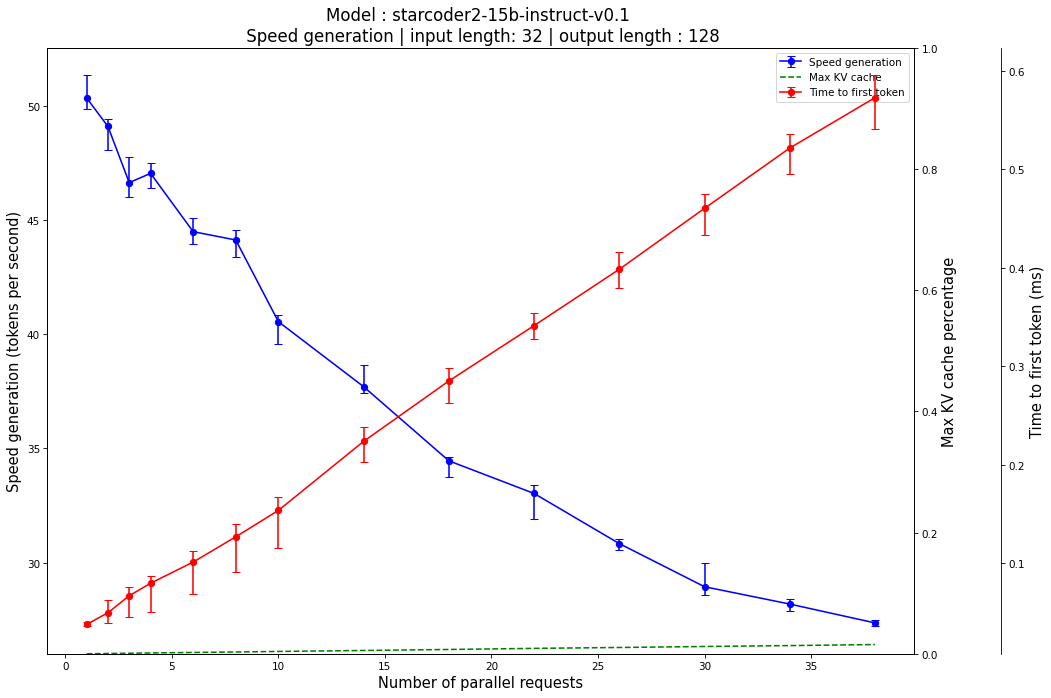 Model : starcoder2-15b-instruct-v0.1
Speed generation | input length: 32 | output length : 128
Speed generation
Max KV cache
Time to first token
Speed generation (tokens per second)
50
45
40
35
30
0
5
10
15
20
25
30
35
Number of parallel requests
1.0
0.8
0.6
0.4
0.2
0.0
Max KV cache percentage
0.6
0.5
0.4
0.3
0.2
0.1
Time to first token (ms)